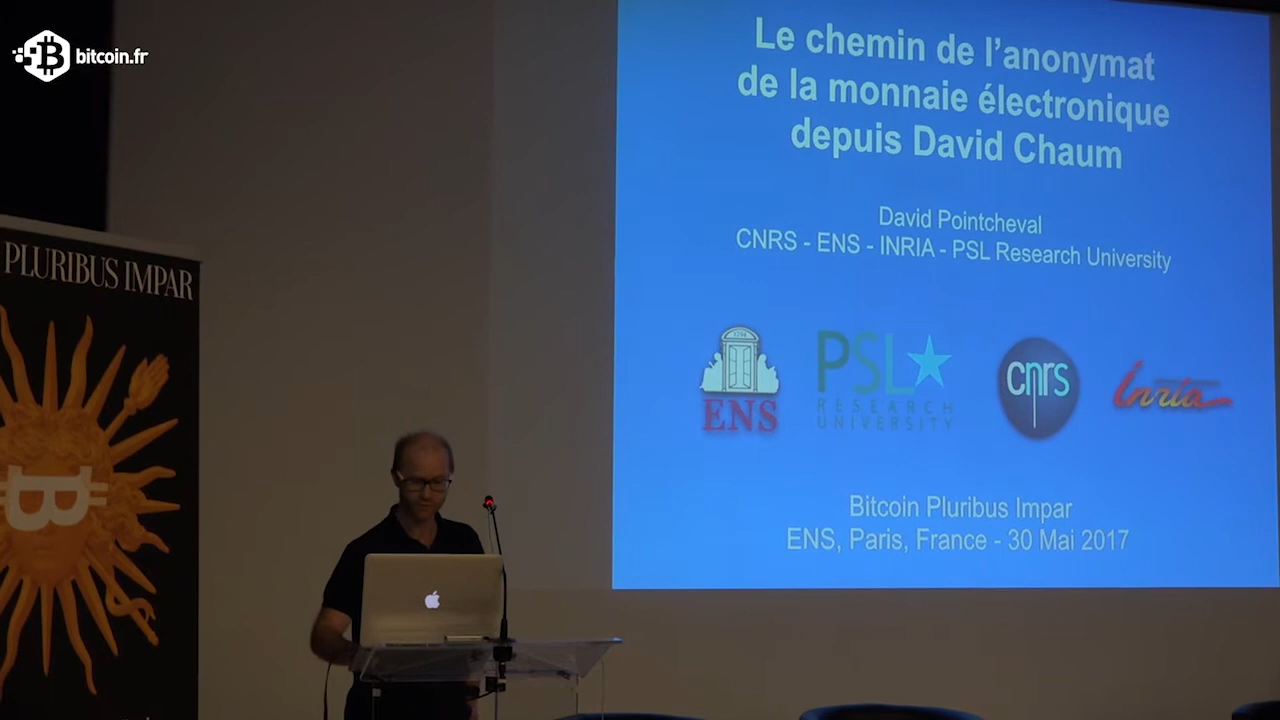 bitcoin.fr
PLURIBUS IMPAR
Le chemin de l'anonymat
de la monnaie électronique
depuis David Chaum
David Pointcheval
CNRS - ENS - INRIA - PSL Research University
ENS
PSL
RESEARCH
UNIVERSITY
cnrs
Inria
Bitcoin Pluribus Impar
ENS, Paris, France - 30 Mai 2017